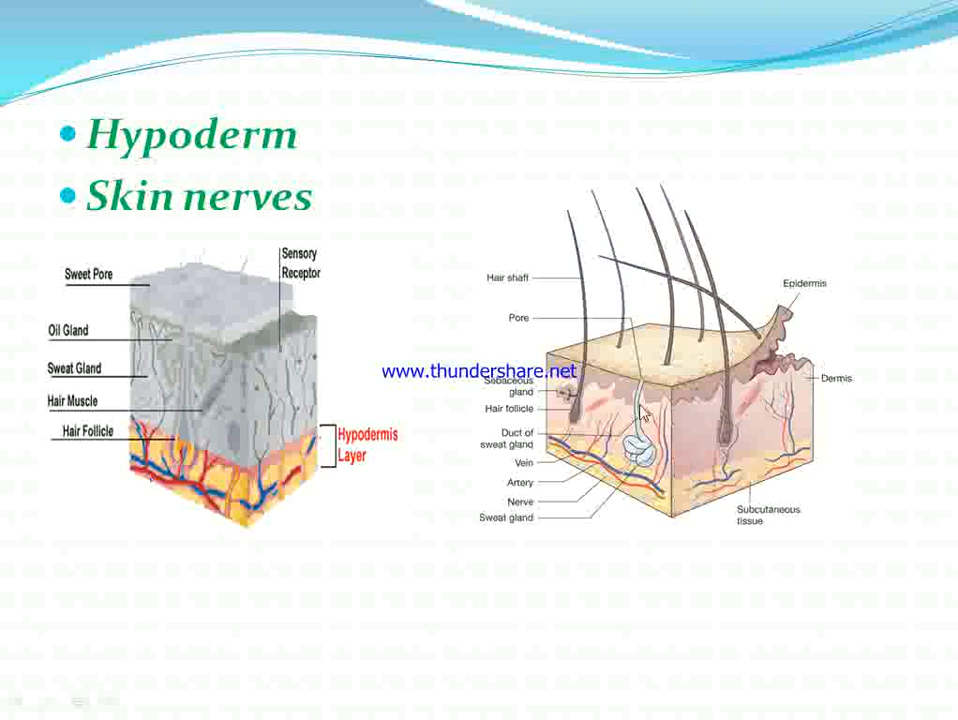 Hypoderm
Skin nerves
Sensory
Receptor
Sweet Pore
Oil Gland
Sweat Gland
Hair Muscle
Hair Follicle
Hypodermis
Layer
www.thundershare.net
Hair shaft
Pore
Epidermis
Sebaceous
gland
Dermis
Hair follicle
Duct of
sweat gland
Vein
Artery
Nerve
Sweat gland
Subcutaneous
tissue